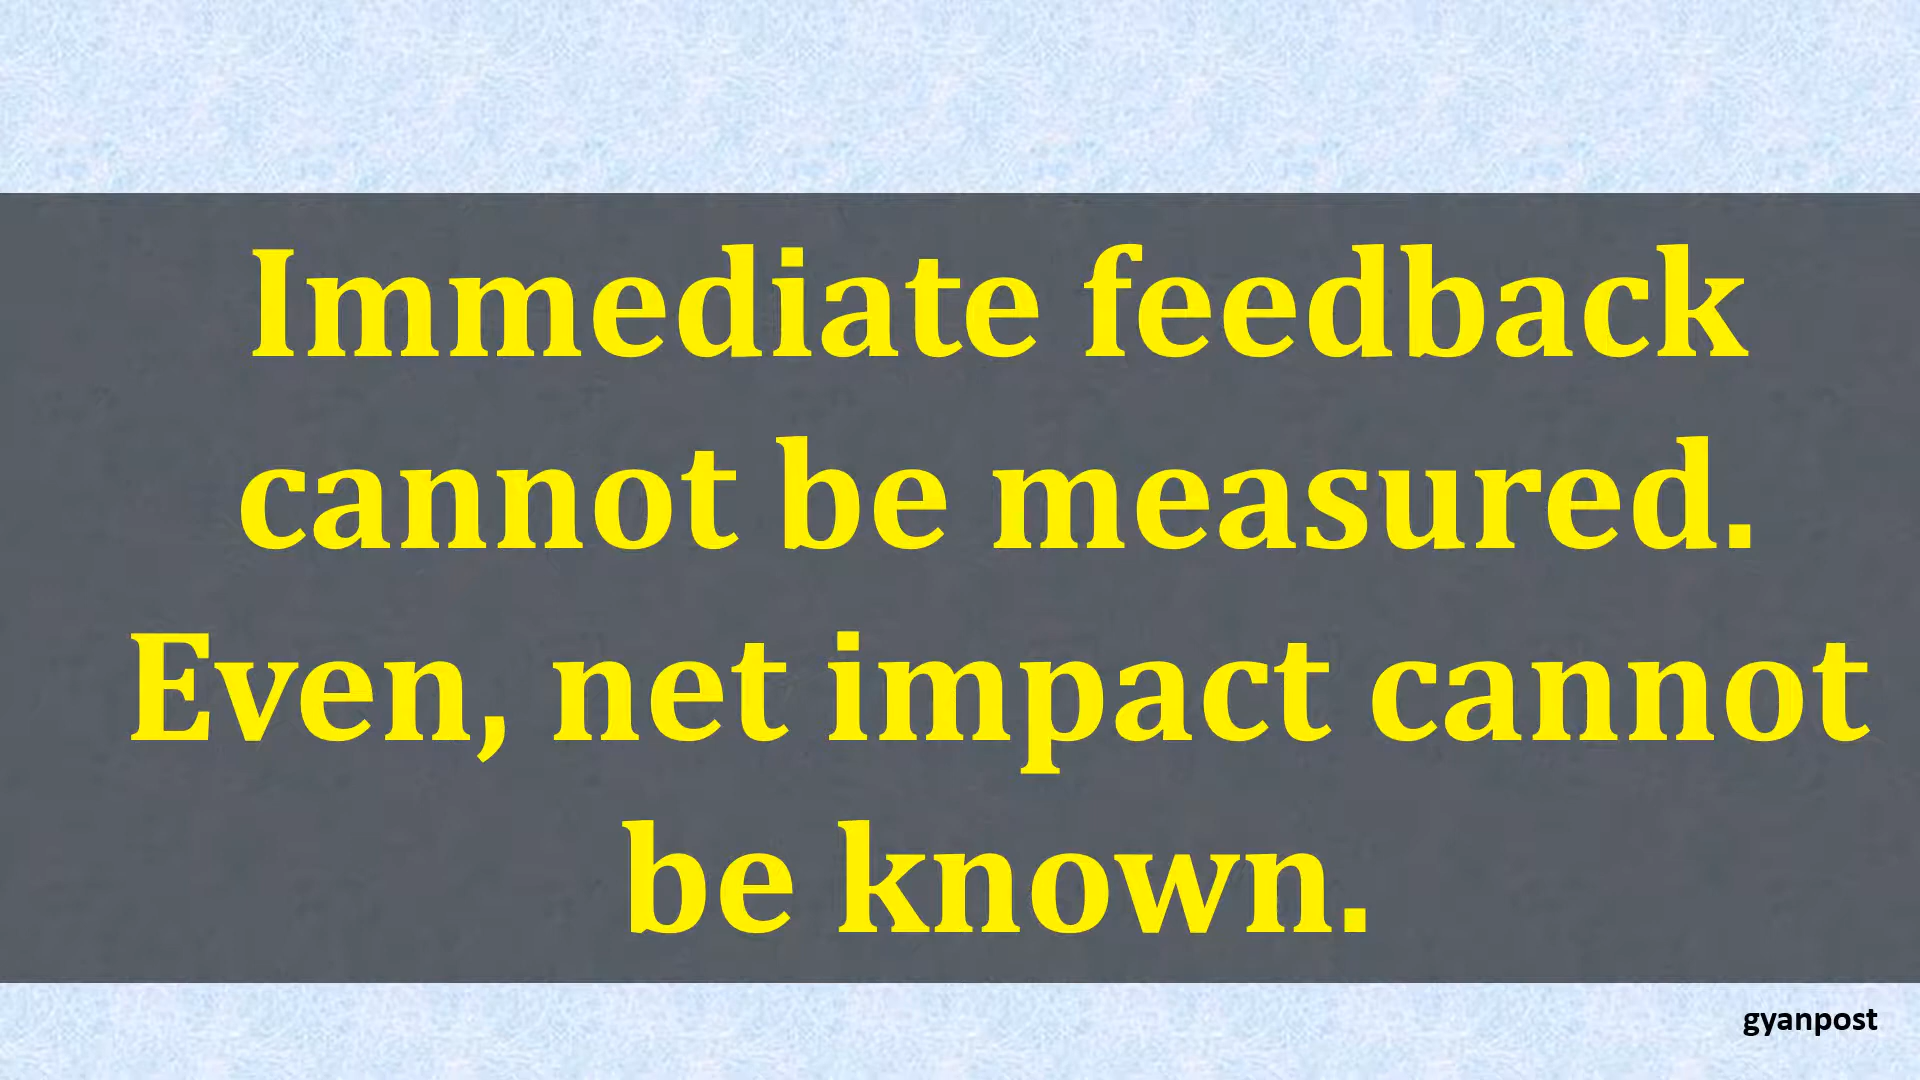 Immediate feedback
cannot be measured.
Even, net impact cannot
be known.
gyanpost